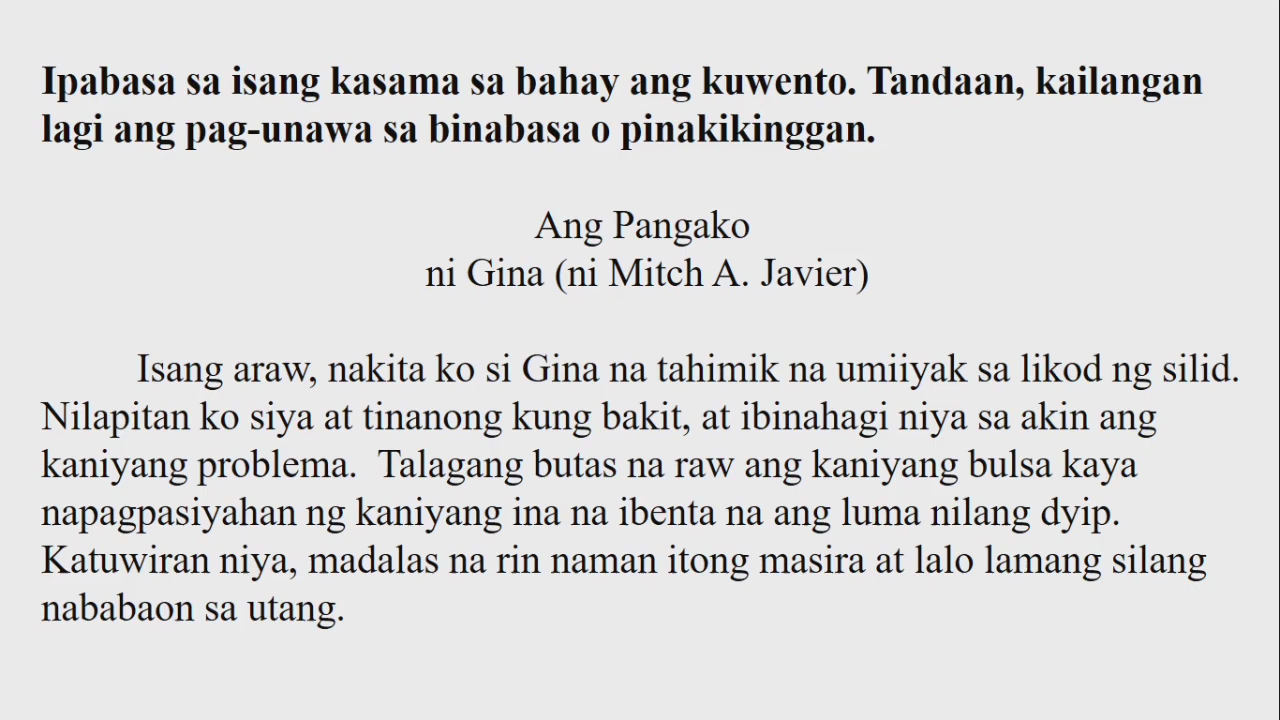 Ipabasa sa isang kasama sa bahay ang kuwento. Tandaan, kailangan
lagi ang pag-unawa sa binabasa o pinakikinggan.
Ang Pangako
ni Gina (ni Mitch A. Javier)
Isang araw, nakita ko si Gina na tahimik na umiiyak sa likod ng silid.
Nilapitan ko siya at tinanong kung bakit, at ibinahagi niya sa akin ang
kaniyang problema.  Talagang butas na raw ang kaniyang bulsa kaya
napagpasiyahan ng kaniyang ina na ibenta na ang luma nilang dyip.
Katuwiran niya, madalas na rin naman itong masira at lalo lamang silang
nababaon sa utang.